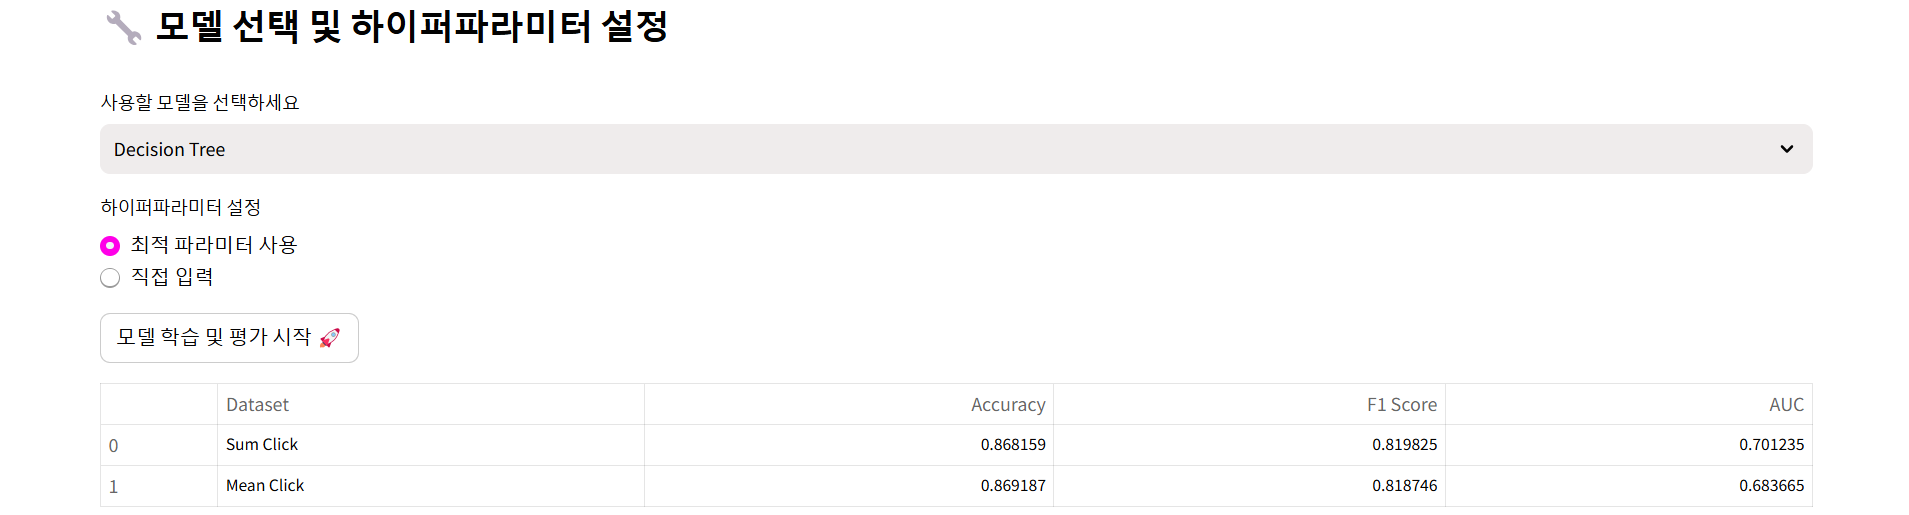 모델 선택 및 하이퍼파라미터 설정
사용할 모델을 선택하세요
Decision Tree
하이퍼파라미터 설정
최적 파라미터 사용
직접 입력
모델 학습 및 평가 시작 🚀
Dataset Accuracy F1 Score AUC
0 Sum Click 0.868159 0.819825 0.701235
1 Mean Click 0.869187 0.818746 0.683665